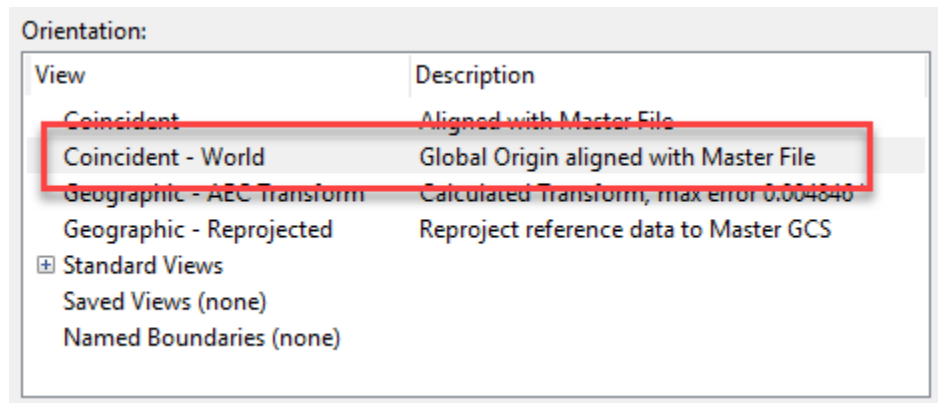 Orientation:
View Description
Coincident Aligned with Master File
Coincident - World Global Origin aligned with Master File
Geographic - AEC Transform Calculated Transform, max error
Geographic - Reprojected Reproject reference data to Master GCS
Standard Views
Saved Views (none)
Named Boundaries (none)